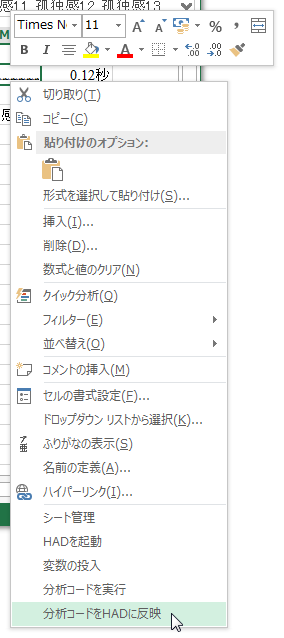 感11 孤独感12 孤独感13
Times Ne 11 A A %
B I A .00 .0
0.12秒
感
切り取り(T)
コピー(C)
貼り付けのオプション:
形式を選択して貼り付け(S)...
挿入(I)...
削除(D)...
数式と値のクリア(N)
クイック分析(Q)
フィルター(E)
並べ替え(O)
コメントの挿入(M)
セルの書式設定(F)...
ドロップダウン リストから選択(K)...
ふりがなの表示(S)
名前の定義(A)...
ハイパーリンク(I)...
シート管理
HADを起動
変数の投入
分析コードを実行
分析コードをHADに反映